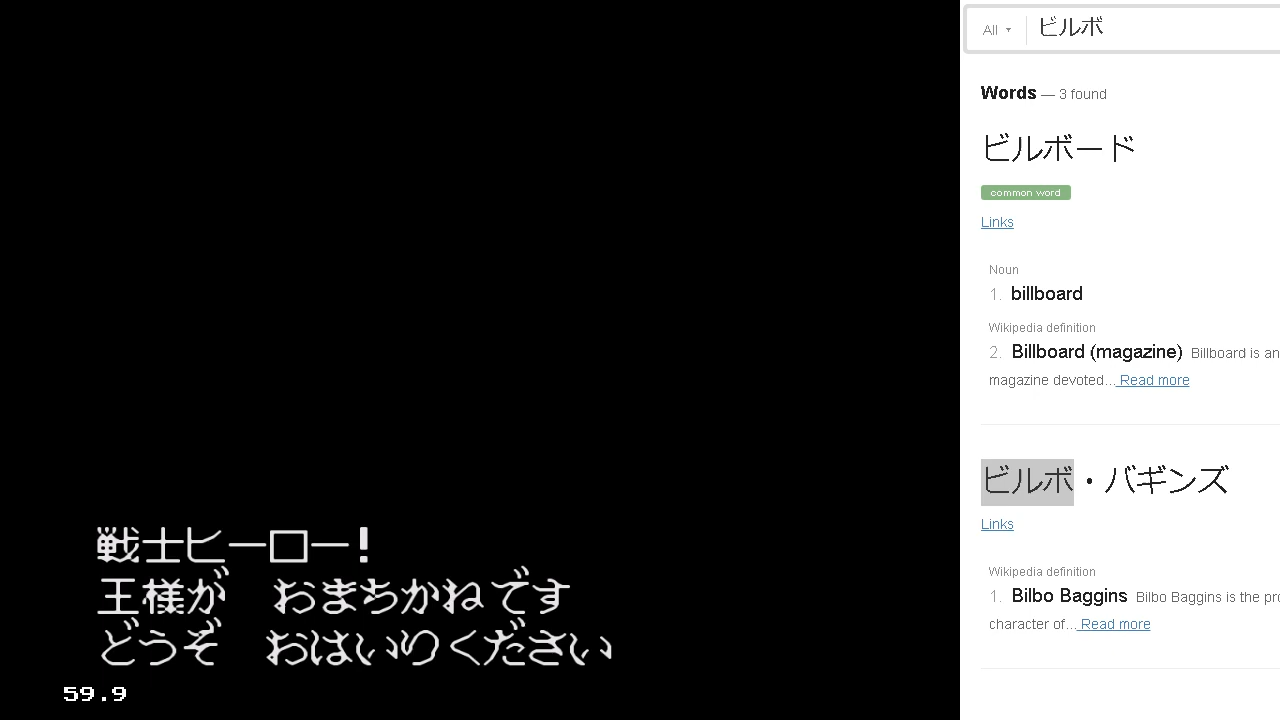 戦士ヒーロー!
王様が おまちかねです
どうぞ おはいりください
59.9
All ▾ ビルボ
Words — 3 found
ビルボード
common word
Links
Noun
1. billboard
Wikipedia definition
2. Billboard (magazine) Billboard is an
magazine devoted... Read more
ビルボ・バギンズ
Links
Wikipedia definition
1. Bilbo Baggins Bilbo Baggins is the pro
character of... Read more